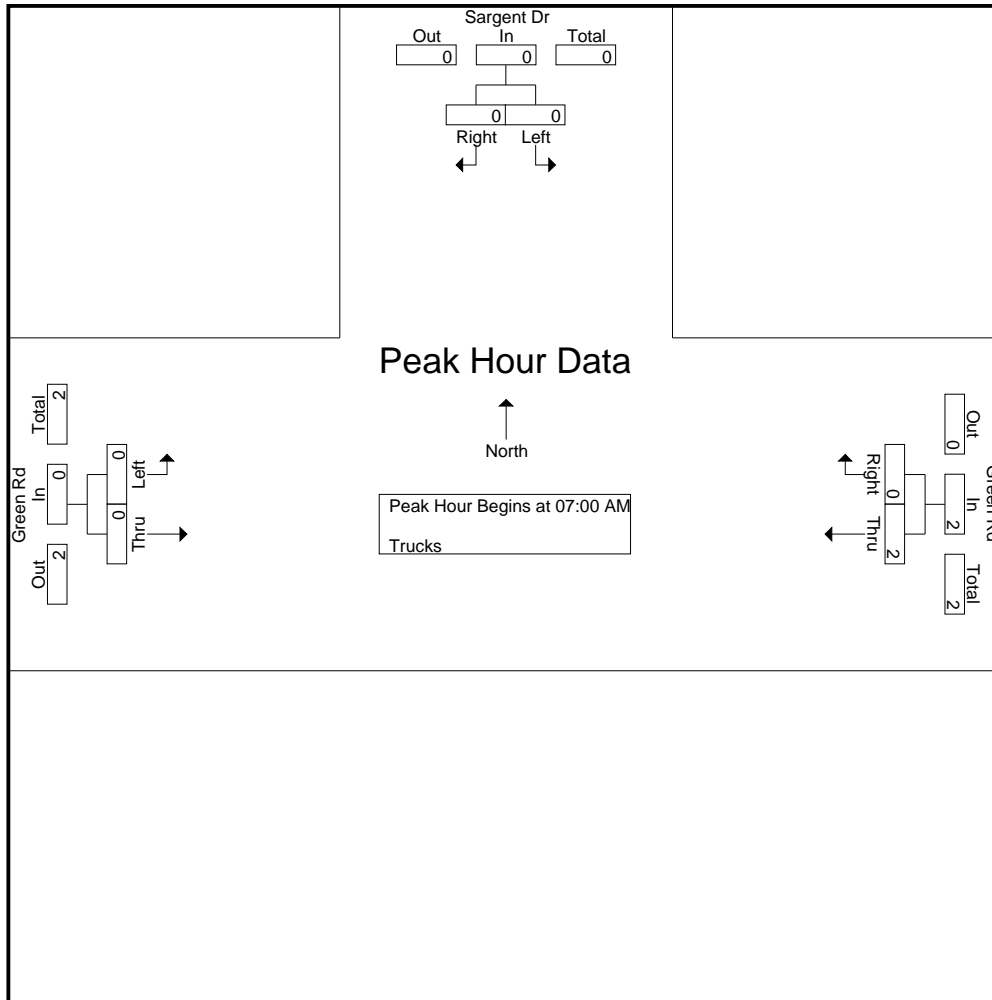 Sargent Dr
Out In Total
0 0 0
0 0
Right Left
Peak Hour Data
North
Peak Hour Begins at 07:00 AM
Trucks
Green Rd
Total In Out
2 0 2
0 0
Left Thru
Green Rd
Out In Total
0 2 2
0 2
Right Thru